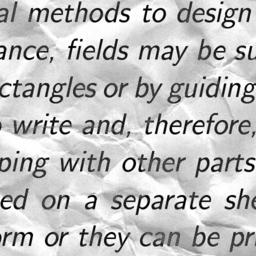 al methods to design
ance, fields may be su
ctangles or by guiding
write and, therefore,
ping with other parts
ed on a separate she
orm or they can be pri